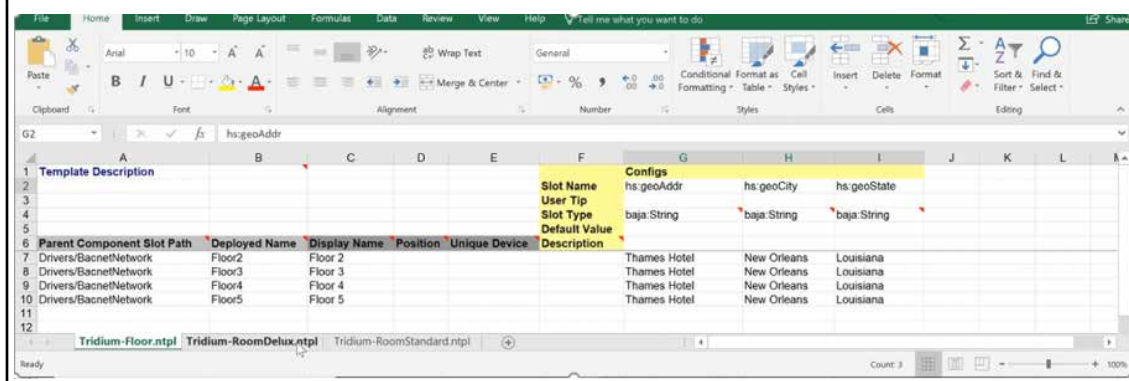 File Home Insert Draw Page Layout Formulas Data Review View Help Tell me what you want to do Share
Paste
Arial 10 A A Wrap Text General
B I U A Merge & Center $ % , Conditional Formatting Format as Table Cell Styles Insert Delete Format Sort & Filter Find & Select
Clipboard Font Alignment Number Styles Cells Editing
G2 fx hs:geoAddr
A B C D E F G H I J K L
1 Template Description Configs
2 Slot Name hs:geoAddr hs:geoCity hs:geoState
3 User Tip
4 Slot Type baja:String baja:String baja:String
5 Default Value
6 Parent Component Slot Path Deployed Name Display Name Position Unique Device Description
7 Drivers/BacnetNetwork Floor2 Floor 2 Thames Hotel New Orleans Louisiana
8 Drivers/BacnetNetwork Floor3 Floor 3 Thames Hotel New Orleans Louisiana
9 Drivers/BacnetNetwork Floor4 Floor 4 Thames Hotel New Orleans Louisiana
10 Drivers/BacnetNetwork Floor5 Floor 5 Thames Hotel New Orleans Louisiana
11
12
Tridium-Floor.ntpl Tridium-RoomDelux.ntpl Tridium-RoomStandard.ntpl
Ready Count: 3 100%